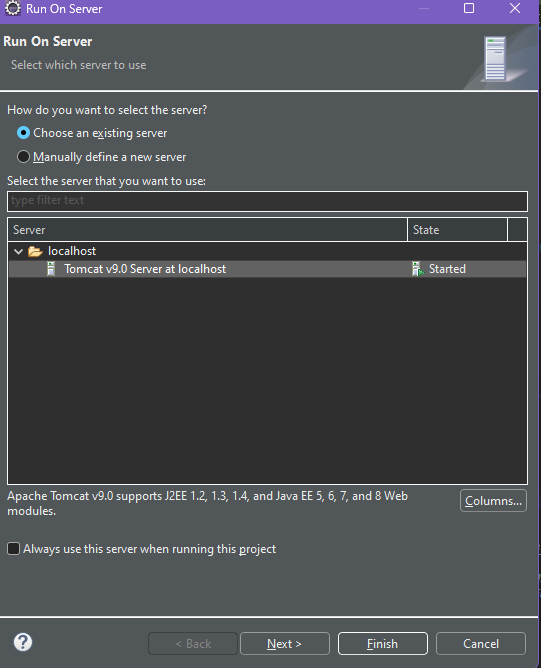 Run On Server
Run On Server
Select which server to use
How do you want to select the server?
Choose an existing server
Manually define a new server
Select the server that you want to use:
type filter text
Server State
localhost
Tomcat v9.0 Server at localhost Started
Apache Tomcat v9.0 supports J2EE 1.2, 1.3, 1.4, and Java EE 5, 6, 7, and 8 Web
modules.
Columns...
Always use this server when running this project
? < Back Next > Finish Cancel